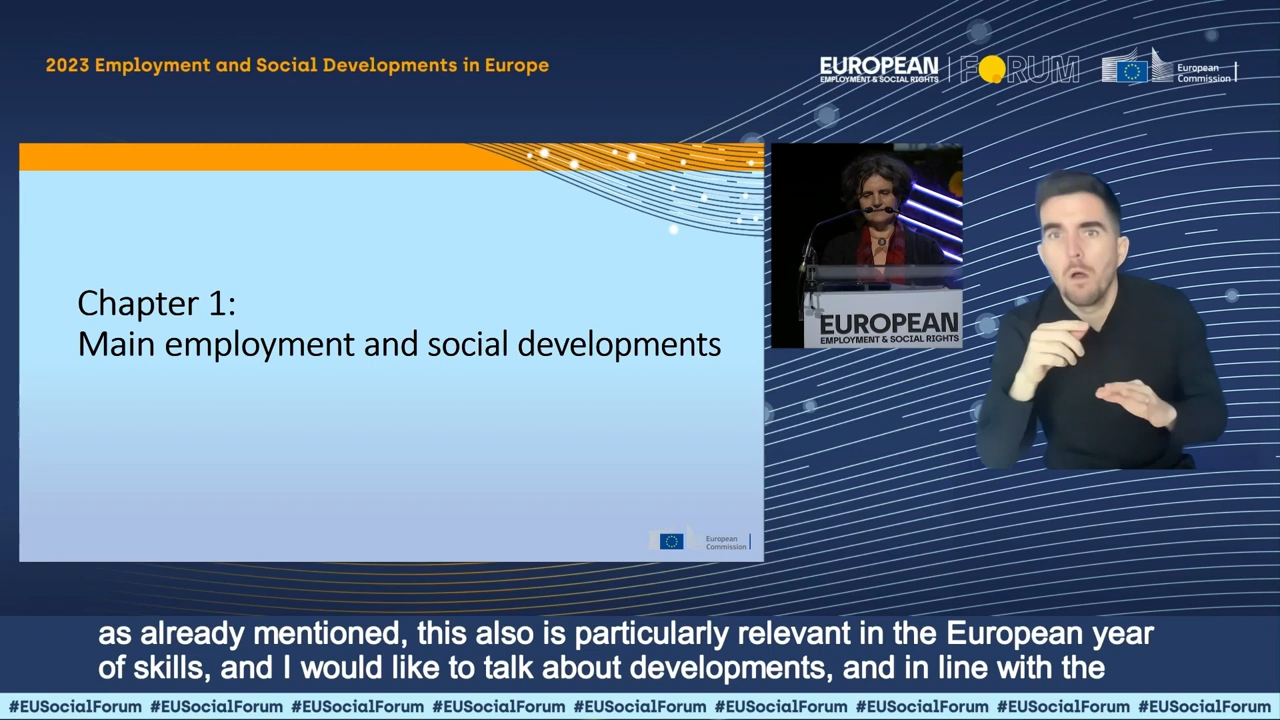 2023 Employment and Social Developments in Europe
EUROPEAN
EMPLOYMENT & SOCIAL RIGHTS
FORUM
European
Commission
Chapter 1:
Main employment and social developments
European
Commission
EUROPEAN
EMPLOYMENT & SOCIAL RIGHTS
as already mentioned, this also is particularly relevant in the European year
of skills, and I would like to talk about developments, and in line with the
#EUSocialForum #EUSocialForum #EUSocialForum #EUSocialForum #EUSocialForum #EUSocialForum #EUSocialForum #EUSocialForum #EUSocialForum